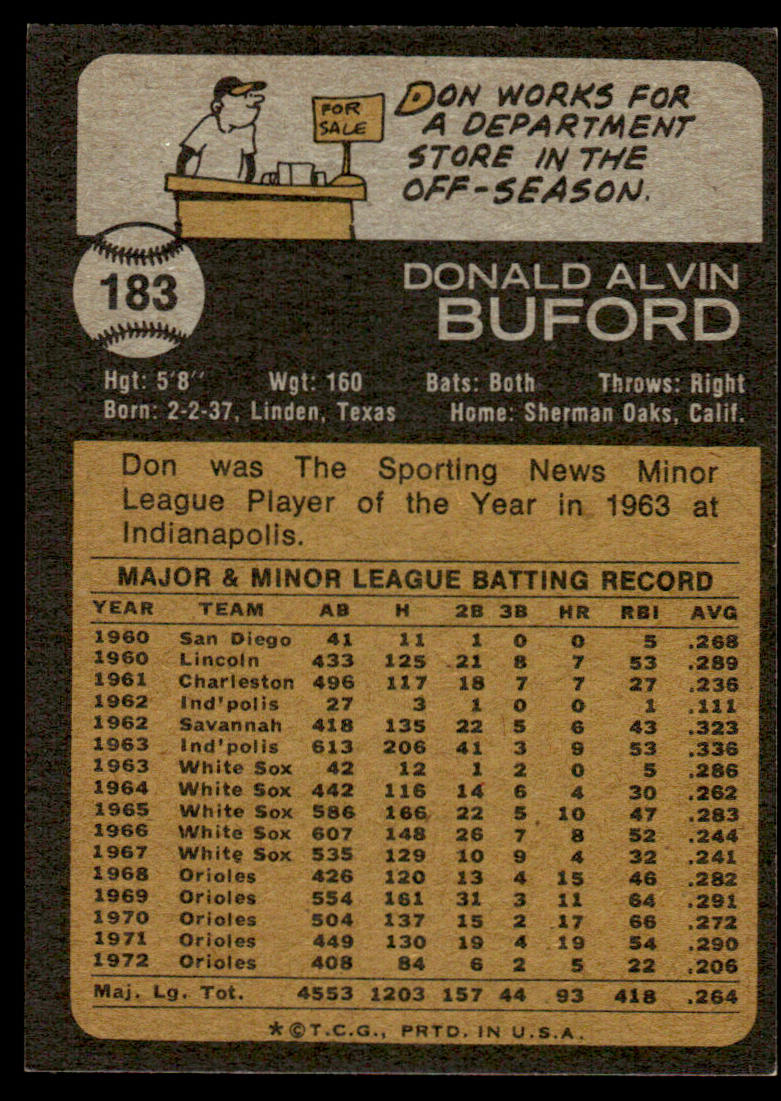 FOR
SALE
DON WORKS FOR
A DEPARTMENT
STORE IN THE
OFF-SEASON.
183
DONALD ALVIN
BUFORD
Hgt: 5'8'' Wgt: 160 Bats: Both Throws: Right
Born: 2-2-37, Linden, Texas Home: Sherman Oaks, Calif.
Don was The Sporting News Minor
League Player of the Year in 1963 at
Indianapolis.
MAJOR & MINOR LEAGUE BATTING RECORD
YEAR TEAM AB H 2B 3B HR RBI AVG
1960 San Diego 41 11 1 0 0 5 .268
1960 Lincoln 433 125 21 8 7 53 .289
1961 Charleston 496 117 18 7 7 27 .236
1962 Ind'polis 27 3 1 0 0 1 .111
1962 Savannah 418 135 22 5 6 43 .323
1963 Ind'polis 613 206 41 3 9 53 .336
1963 White Sox 42 12 1 2 0 5 .286
1964 White Sox 442 116 14 6 4 30 .262
1965 White Sox 586 166 22 5 10 47 .283
1966 White Sox 607 148 26 7 8 52 .244
1967 White Sox 535 129 10 9 4 32 .241
1968 Orioles 426 120 13 4 15 46 .282
1969 Orioles 554 161 31 3 11 64 .291
1970 Orioles 504 137 15 2 17 66 .272
1971 Orioles 449 130 19 4 19 54 .290
1972 Orioles 408 84 6 2 5 22 .206
Maj. Lg. Tot. 4553 1203 157 44 93 418 .264
*©T.C.G., PRTD. IN U.S.A.